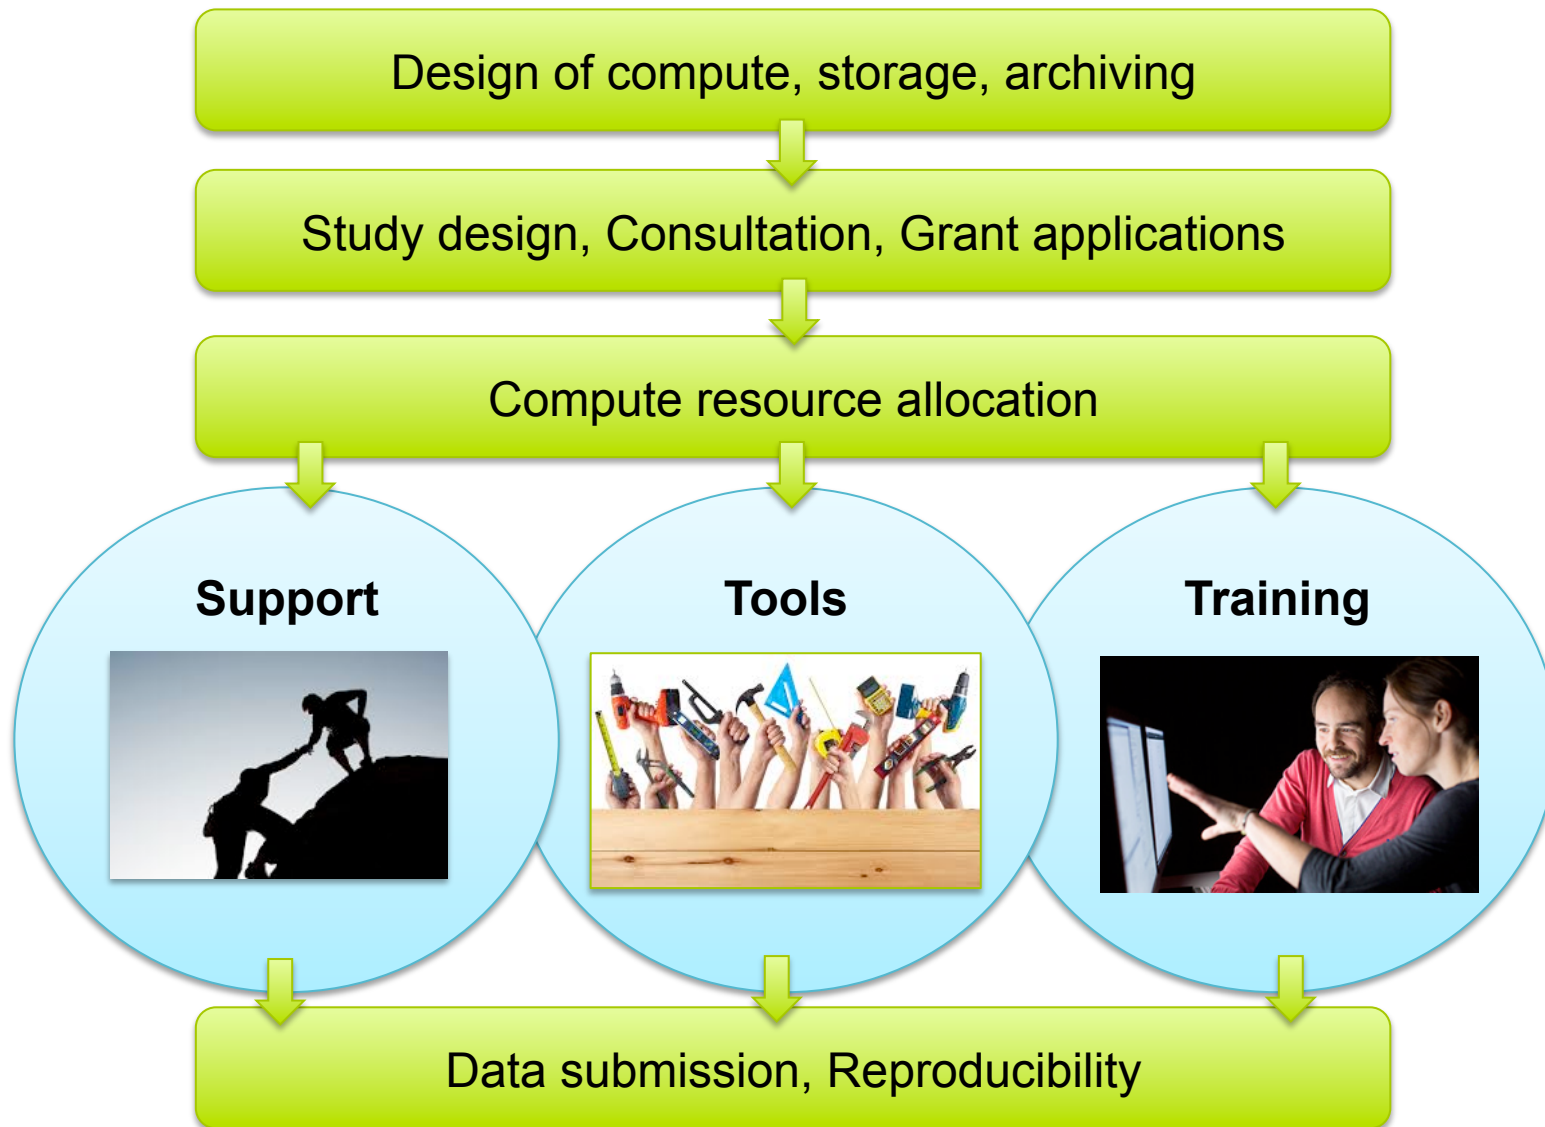 Design of compute, storage, archiving
Study design, Consultation, Grant applications
Compute resource allocation
Support
Tools
Training
Data submission, Reproducibility